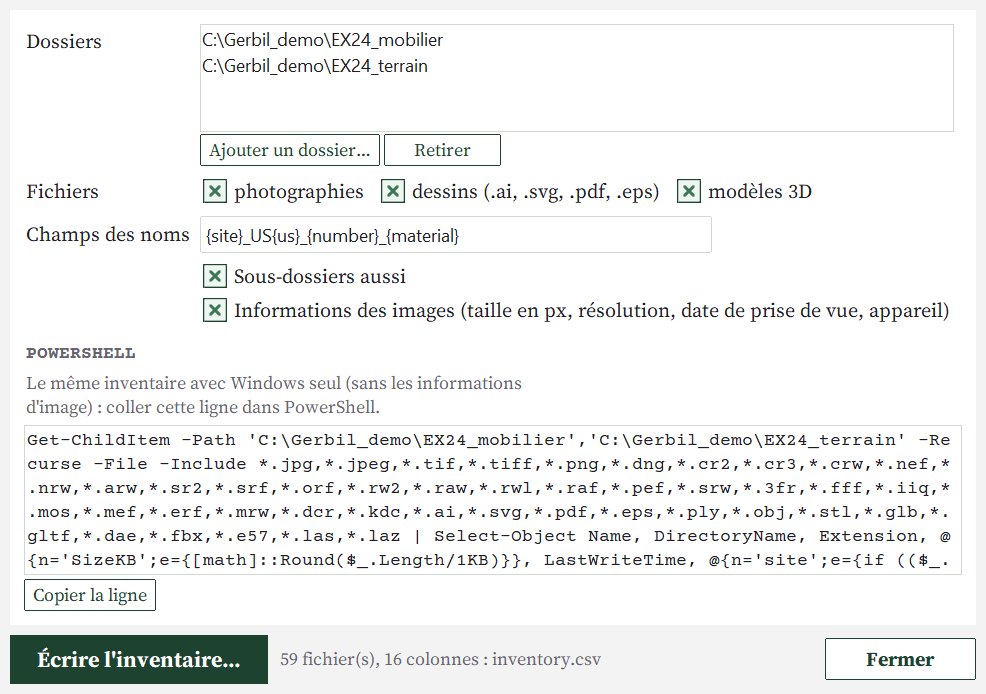 Dossiers
C:\Gerbil_demo\EX24_mobilier
C:\Gerbil_demo\EX24_terrain
Ajouter un dossier... Retirer
Fichiers photographies dessins (.ai, .svg, .pdf, .eps) modèles 3D
Champs des noms {site}_US{us}_{number}_{material}
Sous-dossiers aussi
Informations des images (taille en px, résolution, date de prise de vue, appareil)
POWERSHELL
Le même inventaire avec Windows seul (sans les informations
d'image) : coller cette ligne dans PowerShell.
Get-ChildItem -Path 'C:\Gerbil_demo\EX24_mobilier','C:\Gerbil_demo\EX24_terrain' -Re
curse -File -Include *.jpg,*.jpeg,*.tif,*.tiff,*.png,*.dng,*.cr2,*.cr3,*.crw,*.nef,*
.nrw,*.arw,*.sr2,*.srf,*.orf,*.rw2,*.raw,*.rwl,*.raf,*.pef,*.srw,*.3fr,*.fff,*.iiq,*
.mos,*.mef,*.erf,*.mrw,*.dcr,*.kdc,*.ai,*.svg,*.pdf,*.eps,*.ply,*.obj,*.stl,*.glb,*.
gltf,*.dae,*.fbx,*.e57,*.las,*.laz | Select-Object Name, DirectoryName, Extension, @
{n='SizeKB';e={[math]::Round($_.Length/1KB)}}, LastWriteTime, @{n='site';e={if (($_.
Copier la ligne
Écrire l'inventaire... 59 fichier(s), 16 colonnes : inventory.csv Fermer